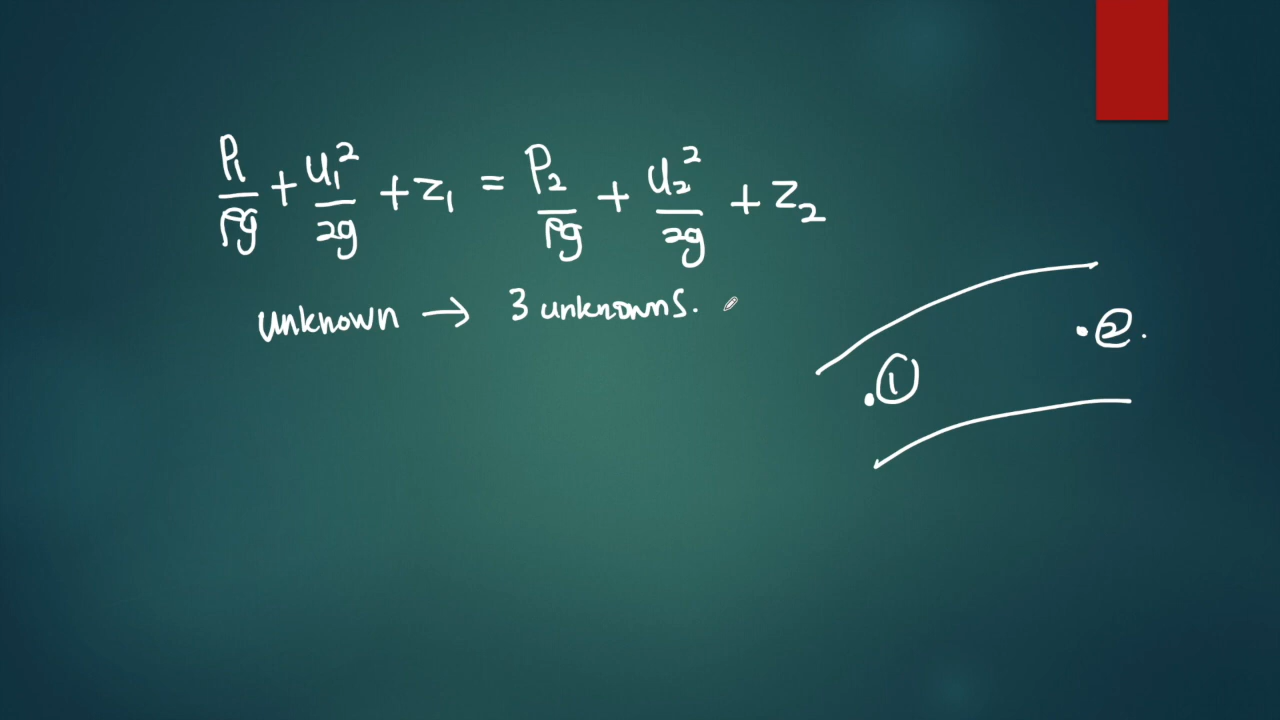 P₁/ρg + u₁²/2g + z₁ = P₂/ρg + u₂²/2g + z₂
unknown → 3 unknowns.
①
②.